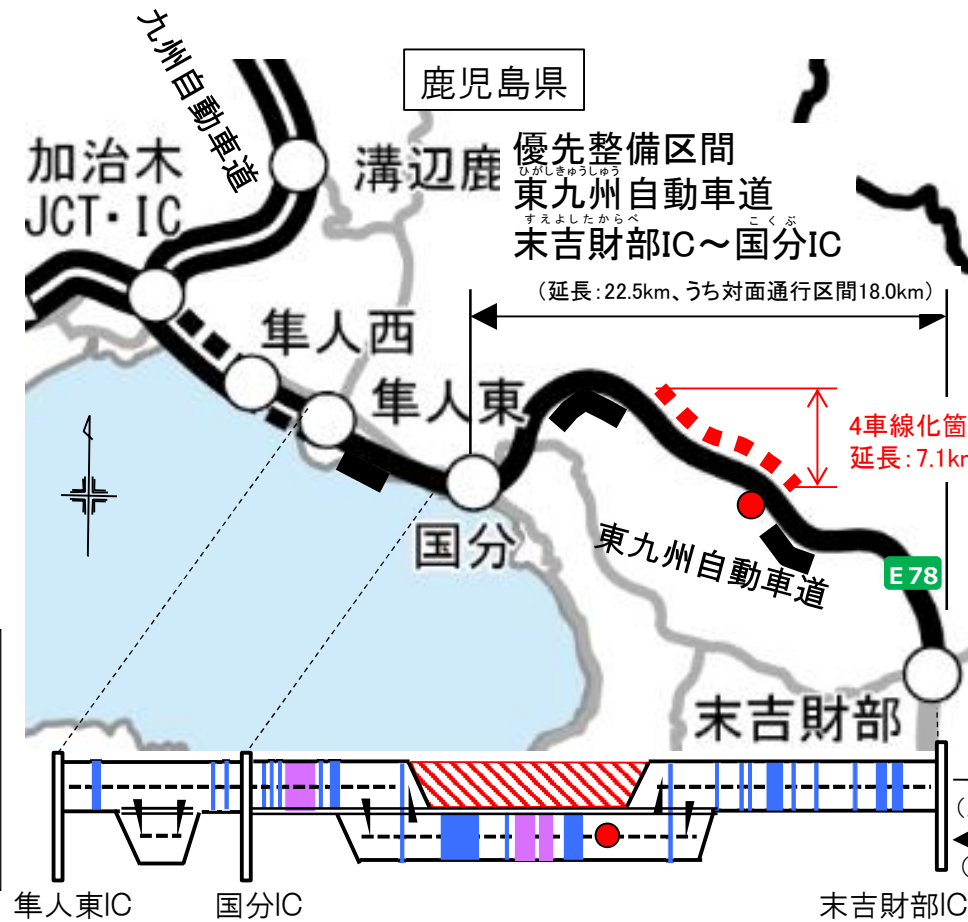 九州自動車道
鹿児島県
加治木
JCT・IC
溝辺鹿
優先整備区間
ひがしきゅうしゅう
東九州自動車道
すえよしたからべ こくぶ
末吉財部IC～国分IC
（延長：22.5km、うち対面通行区間18.0km）
隼人西
隼人東
4車線化箇
延長：7.1km
国分
東九州自動車道
E78
末吉財部
隼人東IC
国分IC
末吉財部IC